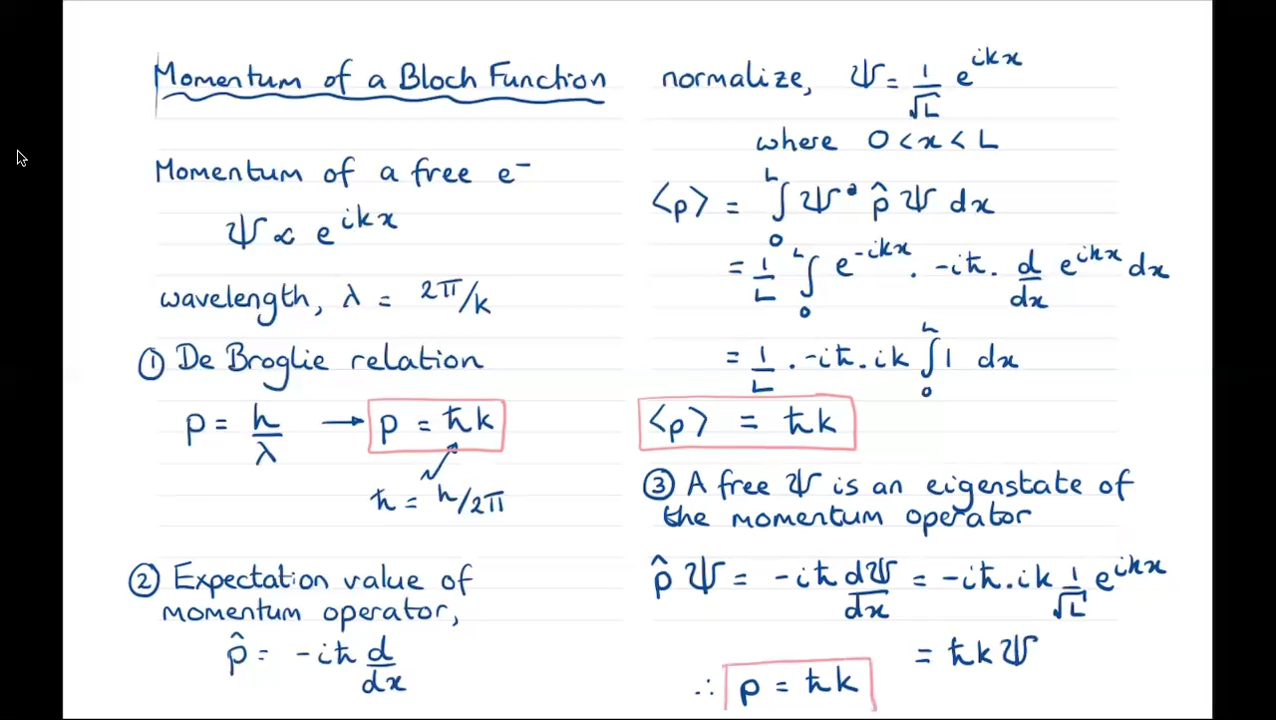 Momentum of a Bloch Function
Momentum of a free e⁻
Ψ ∝ e^{ikx}
wavelength, λ = 2π/k
① De Broglie relation
p = h/λ → p = ħk
ħ = h/2π
② Expectation value of
momentum operator,
p̂ = -iħ d/dx
normalize, Ψ = 1/√L e^{ikx}
where 0 < x < L
⟨p⟩ = ∫₀ᴸ Ψ* p̂ Ψ dx
= 1/L ∫₀ᴸ e^{-ikx} . -iħ . d/dx e^{ikx} dx
= 1/L . -iħ . ik ∫₀ᴸ 1 dx
⟨p⟩ = ħk
③ A free Ψ is an eigenstate of
the momentum operator
p̂ Ψ = -iħ dΨ/dx = -iħ . ik 1/√L e^{ikx}
= ħk Ψ
∴ p = ħk